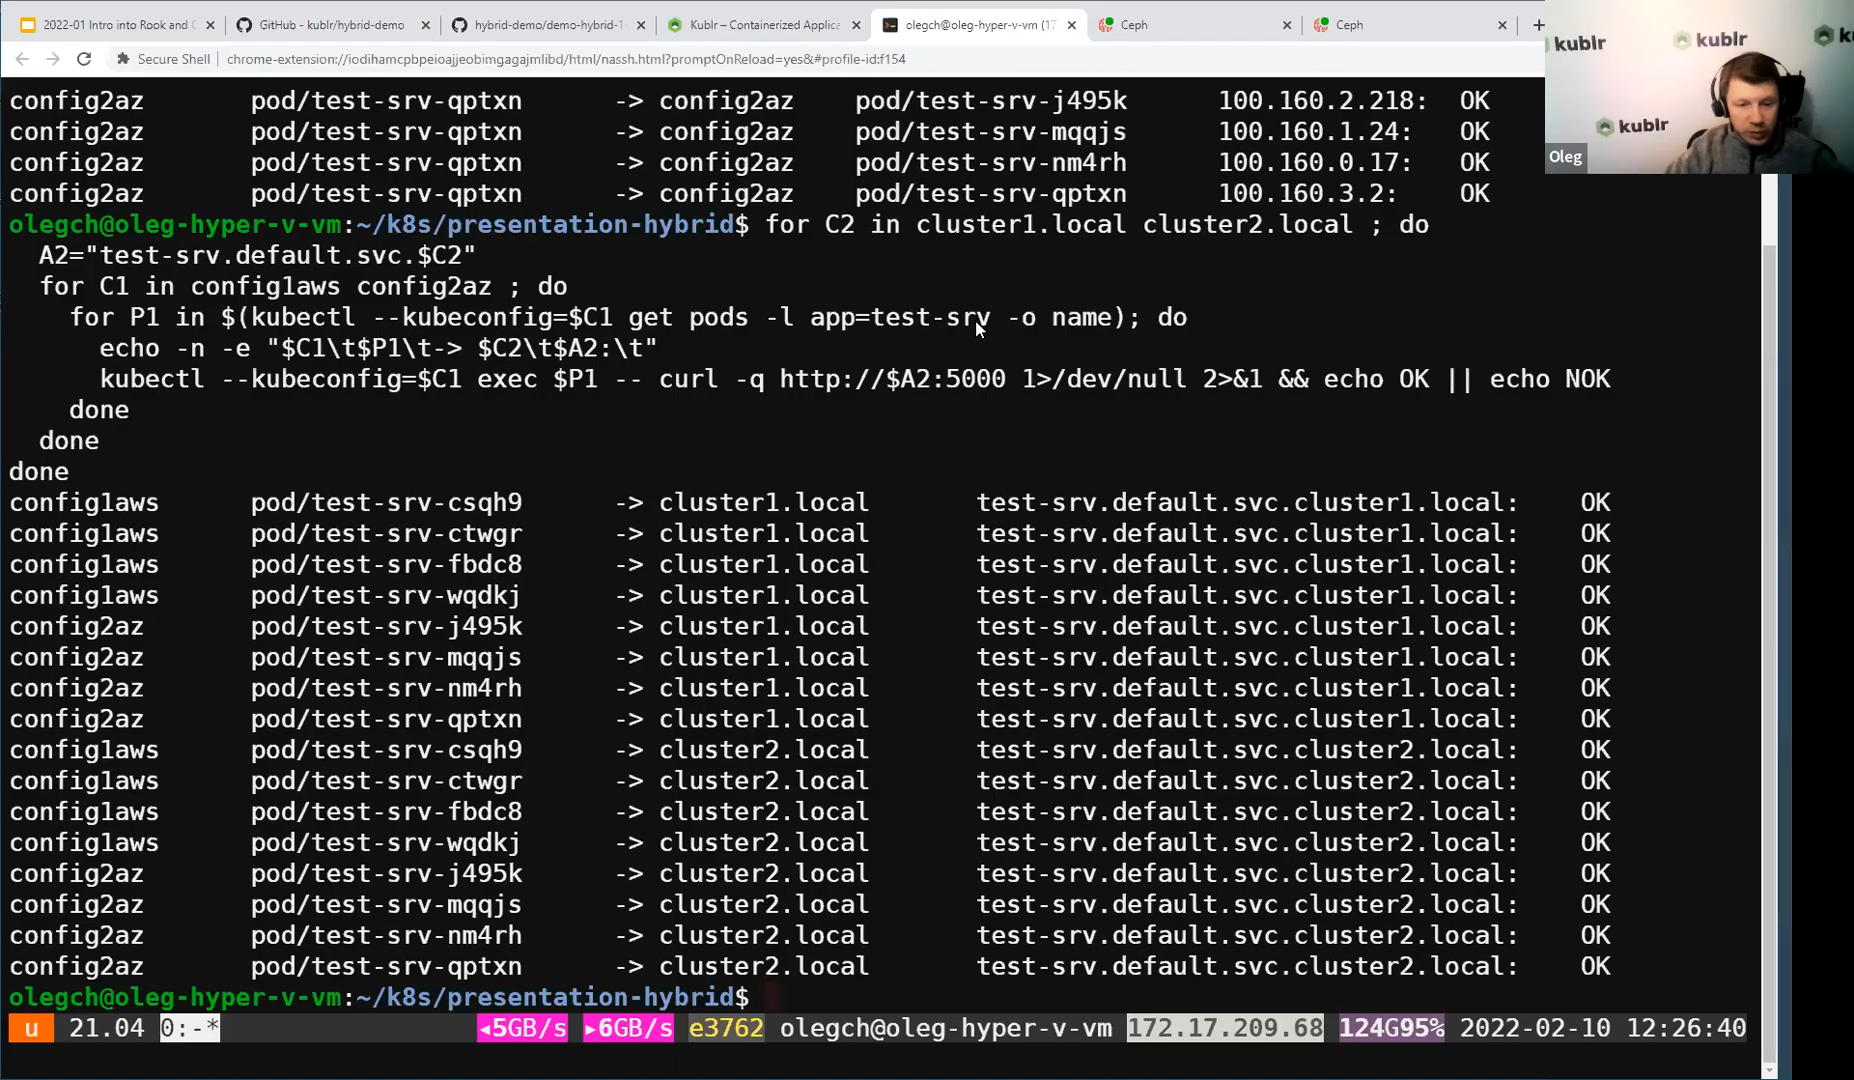 2022-01 Intro into Rook and C
GitHub - kublr/hybrid-demo
hybrid-demo/demo-hybrid-1
Kublr – Containerized Applica
olegch@oleg-hyper-v-vm (17
Ceph
Ceph
Secure Shell
chrome-extension://iodihamcpbpeioajjeobimgagajmlibd/html/nassh.html?promptOnReload=yes&#profile-id:f154
kublr
kublr
kublr
Oleg
config2az pod/test-srv-qptxn -> config2az pod/test-srv-j495k 100.160.2.218: OK
config2az pod/test-srv-qptxn -> config2az pod/test-srv-mqqjs 100.160.1.24: OK
config2az pod/test-srv-qptxn -> config2az pod/test-srv-nm4rh 100.160.0.17: OK
config2az pod/test-srv-qptxn -> config2az pod/test-srv-qptxn 100.160.3.2: OK
olegch@oleg-hyper-v-vm:~/k8s/presentation-hybrid$ for C2 in cluster1.local cluster2.local ; do
A2="test-srv.default.svc.$C2"
for C1 in config1aws config2az ; do
for P1 in $(kubectl --kubeconfig=$C1 get pods -l app=test-srv -o name); do
echo -n -e "$C1\t$P1\t-> $C2\t$A2:\t"
kubectl --kubeconfig=$C1 exec $P1 -- curl -q http://$A2:5000 1>/dev/null 2>&1 && echo OK || echo NOK
done
done
done
config1aws pod/test-srv-csqh9 -> cluster1.local test-srv.default.svc.cluster1.local: OK
config1aws pod/test-srv-ctwgr -> cluster1.local test-srv.default.svc.cluster1.local: OK
config1aws pod/test-srv-fbdc8 -> cluster1.local test-srv.default.svc.cluster1.local: OK
config1aws pod/test-srv-wqdkj -> cluster1.local test-srv.default.svc.cluster1.local: OK
config2az pod/test-srv-j495k -> cluster1.local test-srv.default.svc.cluster1.local: OK
config2az pod/test-srv-mqqjs -> cluster1.local test-srv.default.svc.cluster1.local: OK
config2az pod/test-srv-nm4rh -> cluster1.local test-srv.default.svc.cluster1.local: OK
config2az pod/test-srv-qptxn -> cluster1.local test-srv.default.svc.cluster1.local: OK
config1aws pod/test-srv-csqh9 -> cluster2.local test-srv.default.svc.cluster2.local: OK
config1aws pod/test-srv-ctwgr -> cluster2.local test-srv.default.svc.cluster2.local: OK
config1aws pod/test-srv-fbdc8 -> cluster2.local test-srv.default.svc.cluster2.local: OK
config1aws pod/test-srv-wqdkj -> cluster2.local test-srv.default.svc.cluster2.local: OK
config2az pod/test-srv-j495k -> cluster2.local test-srv.default.svc.cluster2.local: OK
config2az pod/test-srv-mqqjs -> cluster2.local test-srv.default.svc.cluster2.local: OK
config2az pod/test-srv-nm4rh -> cluster2.local test-srv.default.svc.cluster2.local: OK
config2az pod/test-srv-qptxn -> cluster2.local test-srv.default.svc.cluster2.local: OK
olegch@oleg-hyper-v-vm:~/k8s/presentation-hybrid$
u 21.04 0:-* ◂5GB/s ▸6GB/s e3762 olegch@oleg-hyper-v-vm 172.17.209.68 124G95% 2022-02-10 12:26:40